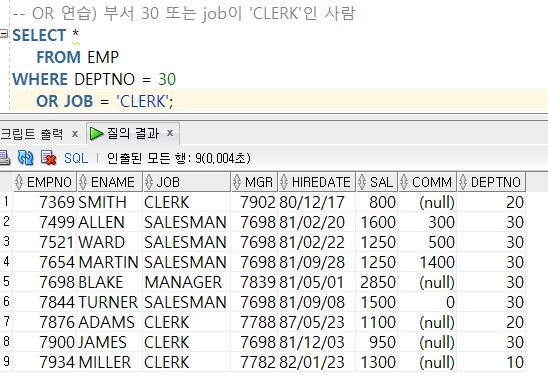 -- OR 연습) 부서 30 또는 job이 'CLERK'인 사람
SELECT *
FROM EMP
WHERE DEPTNO = 30
OR JOB = 'CLERK';
크립트 출력 x 질의 결과 x
SQL | 인출된 모든 행: 9(0,004초)
EMPNO ENAME JOB MGR HIREDATE SAL COMM DEPTNO
1 7369 SMITH CLERK 7902 80/12/17 800 (null) 20
2 7499 ALLEN SALESMAN 7698 81/02/20 1600 300 30
3 7521 WARD SALESMAN 7698 81/02/22 1250 500 30
4 7654 MARTIN SALESMAN 7698 81/09/28 1250 1400 30
5 7698 BLAKE MANAGER 7839 81/05/01 2850 (null) 30
6 7844 TURNER SALESMAN 7698 81/09/08 1500 0 30
7 7876 ADAMS CLERK 7788 87/05/23 1100 (null) 20
8 7900 JAMES CLERK 7698 81/12/03 950 (null) 30
9 7934 MILLER CLERK 7782 82/01/23 1300 (null) 10